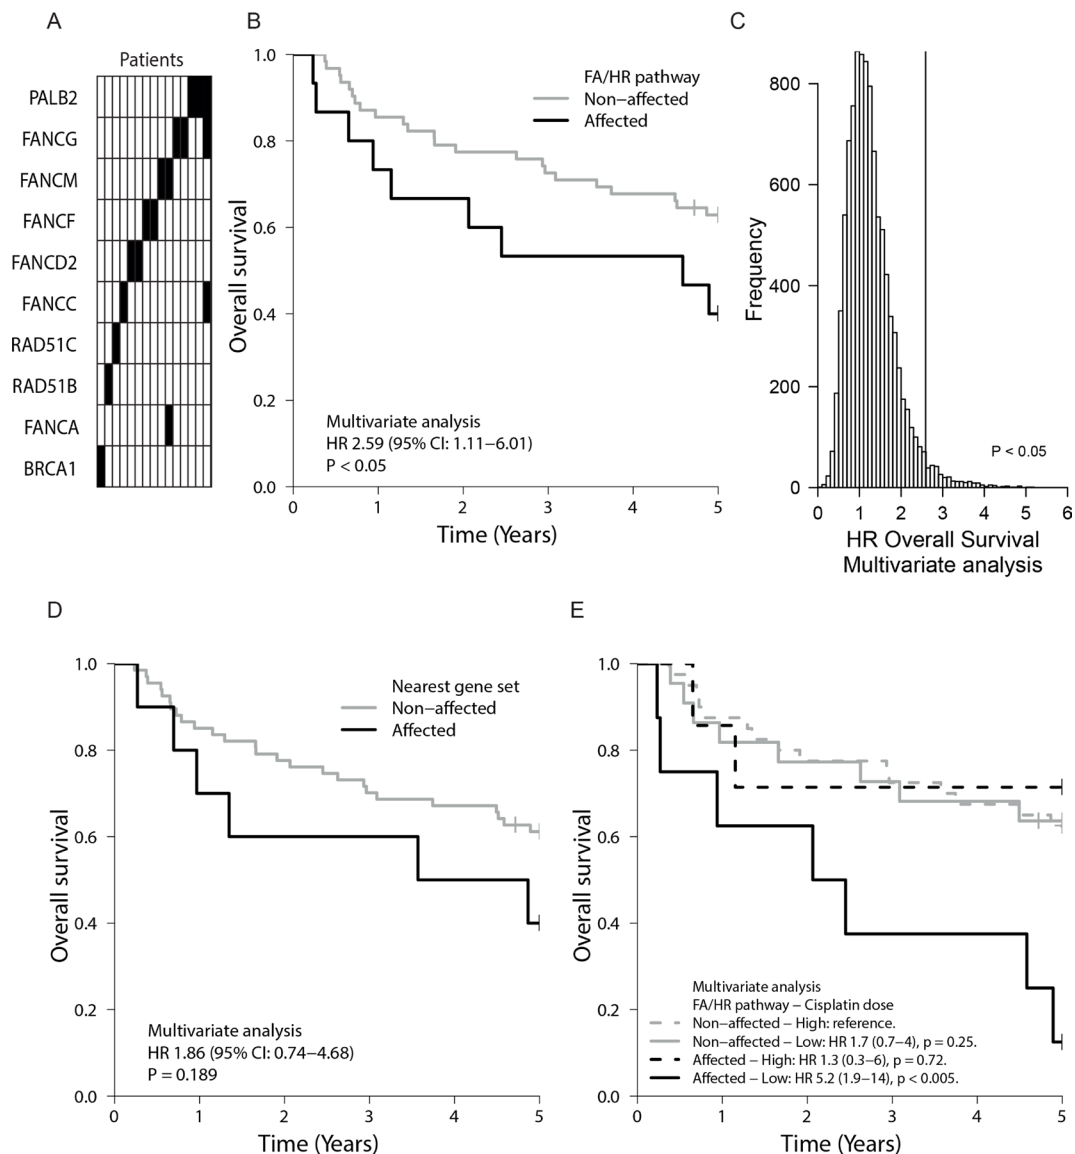 A
Patients
PALB2
FANCG
FANCM
FANCF
FANCD2
FANCC
RAD51C
RAD51B
FANCA
BRCA1
B
Overall survival
1.0
0.8
0.6
0.4
0.2
0.0
FA/HR pathway
Non−affected
Affected
Multivariate analysis
HR 2.59 (95% CI: 1.11−6.01)
P < 0.05
0 1 2 3 4 5
Time (Years)
C
Frequency
800
600
400
200
0
P < 0.05
0 1 2 3 4 5 6
HR Overall Survival
Multivariate analysis
D
Overall survival
1.0
0.8
0.6
0.4
0.2
0.0
Nearest gene set
Non−affected
Affected
Multivariate analysis
HR 1.86 (95% CI: 0.74−4.68)
P = 0.189
0 1 2 3 4 5
Time (Years)
E
Overall survival
1.0
0.8
0.6
0.4
0.2
0.0
Multivariate analysis
FA/HR pathway − Cisplatin dose
Non−affected − High: reference.
Non−affected − Low: HR 1.7 (0.7−4), p = 0.25.
Affected − High: HR 1.3 (0.3−6), p = 0.72.
Affected − Low: HR 5.2 (1.9−14), p < 0.005.
0 1 2 3 4 5
Time (Years)